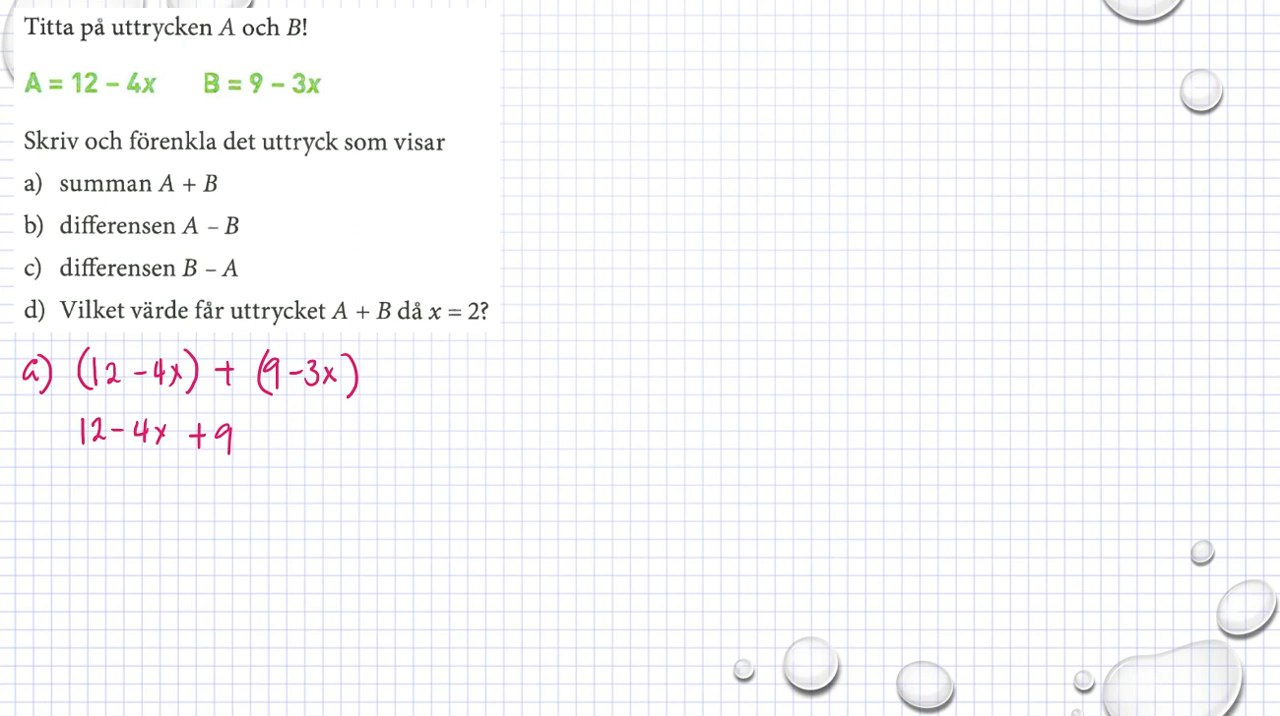 Titta på uttrycken A och B!
A = 12 – 4x B = 9 – 3x
Skriv och förenkla det uttryck som visar
a) summan A + B
b) differensen A – B
c) differensen B – A
d) Vilket värde får uttrycket A + B då x = 2?
a) (12 – 4x) + (9 – 3x)
12 – 4x + 9